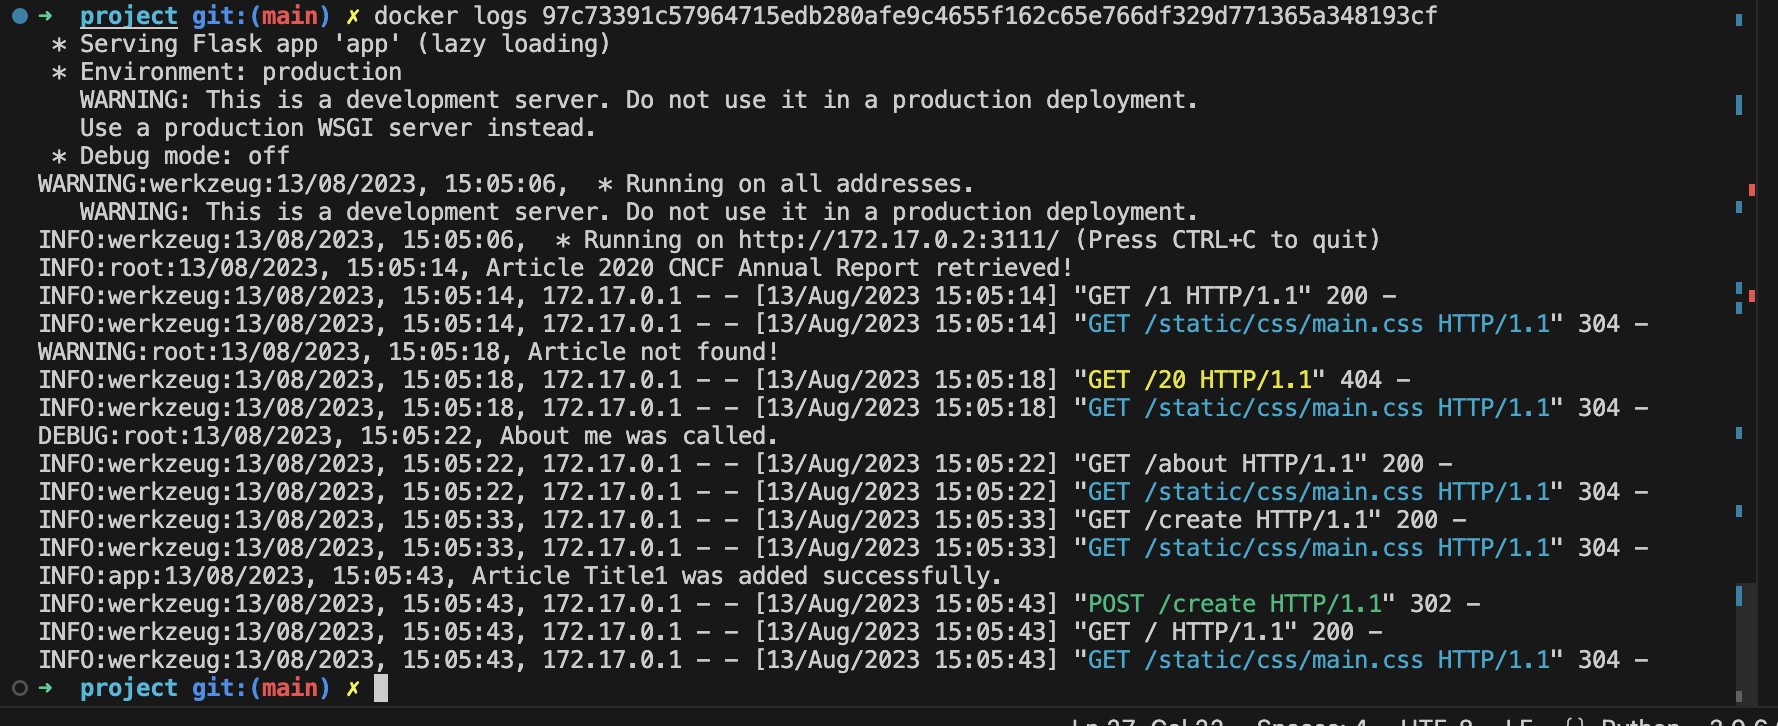 ➜  project git:(main) ✗ docker logs 97c73391c57964715edb280afe9c4655f162c65e766df329d771365a348193cf
 * Serving Flask app 'app' (lazy loading)
 * Environment: production
   WARNING: This is a development server. Do not use it in a production deployment.
   Use a production WSGI server instead.
 * Debug mode: off
WARNING:werkzeug:13/08/2023, 15:05:06,  * Running on all addresses.
   WARNING: This is a development server. Do not use it in a production deployment.
INFO:werkzeug:13/08/2023, 15:05:06,  * Running on http://172.17.0.2:3111/ (Press CTRL+C to quit)
INFO:root:13/08/2023, 15:05:14, Article 2020 CNCF Annual Report retrieved!
INFO:werkzeug:13/08/2023, 15:05:14, 172.17.0.1 - - [13/Aug/2023 15:05:14] "GET /1 HTTP/1.1" 200 -
INFO:werkzeug:13/08/2023, 15:05:14, 172.17.0.1 - - [13/Aug/2023 15:05:14] "GET /static/css/main.css HTTP/1.1" 304 -
WARNING:root:13/08/2023, 15:05:18, Article not found!
INFO:werkzeug:13/08/2023, 15:05:18, 172.17.0.1 - - [13/Aug/2023 15:05:18] "GET /20 HTTP/1.1" 404 -
INFO:werkzeug:13/08/2023, 15:05:18, 172.17.0.1 - - [13/Aug/2023 15:05:18] "GET /static/css/main.css HTTP/1.1" 304 -
DEBUG:root:13/08/2023, 15:05:22, About me was called.
INFO:werkzeug:13/08/2023, 15:05:22, 172.17.0.1 - - [13/Aug/2023 15:05:22] "GET /about HTTP/1.1" 200 -
INFO:werkzeug:13/08/2023, 15:05:22, 172.17.0.1 - - [13/Aug/2023 15:05:22] "GET /static/css/main.css HTTP/1.1" 304 -
INFO:werkzeug:13/08/2023, 15:05:33, 172.17.0.1 - - [13/Aug/2023 15:05:33] "GET /create HTTP/1.1" 200 -
INFO:werkzeug:13/08/2023, 15:05:33, 172.17.0.1 - - [13/Aug/2023 15:05:33] "GET /static/css/main.css HTTP/1.1" 304 -
INFO:app:13/08/2023, 15:05:43, Article Title1 was added successfully.
INFO:werkzeug:13/08/2023, 15:05:43, 172.17.0.1 - - [13/Aug/2023 15:05:43] "POST /create HTTP/1.1" 302 -
INFO:werkzeug:13/08/2023, 15:05:43, 172.17.0.1 - - [13/Aug/2023 15:05:43] "GET / HTTP/1.1" 200 -
INFO:werkzeug:13/08/2023, 15:05:43, 172.17.0.1 - - [13/Aug/2023 15:05:43] "GET /static/css/main.css HTTP/1.1" 304 -
➜  project git:(main) ✗